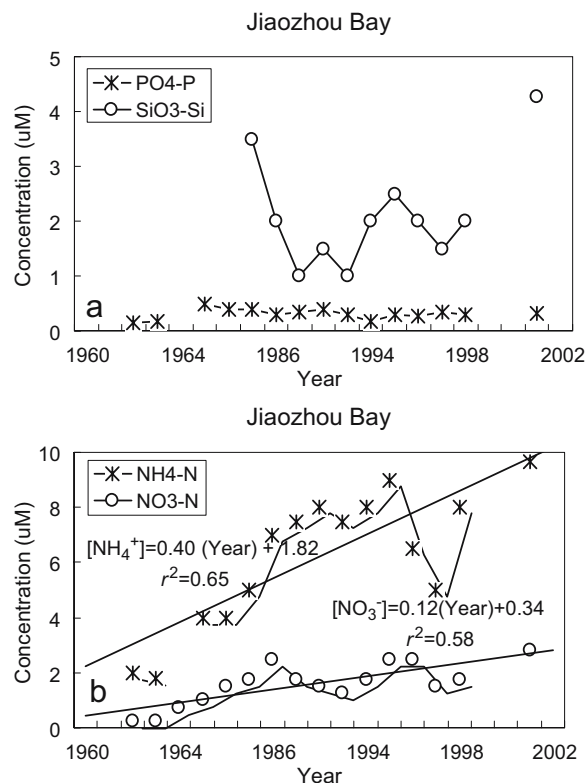 Jiaozhou Bay
5
4
3
2
1
0
Concentration (uM)
PO4-P
SiO3-Si
a
1960 1964 1986 1994 1998 2002
Year
Jiaozhou Bay
10
8
6
4
2
0
Concentration (uM)
NH4-N
NO3-N
[NH₄⁺]=0.40 (Year) + 1.82
r²=0.65
[NO₃⁻]=0.12(Year)+0.34
r²=0.58
b
1960 1964 1986 1994 1998 2002
Year